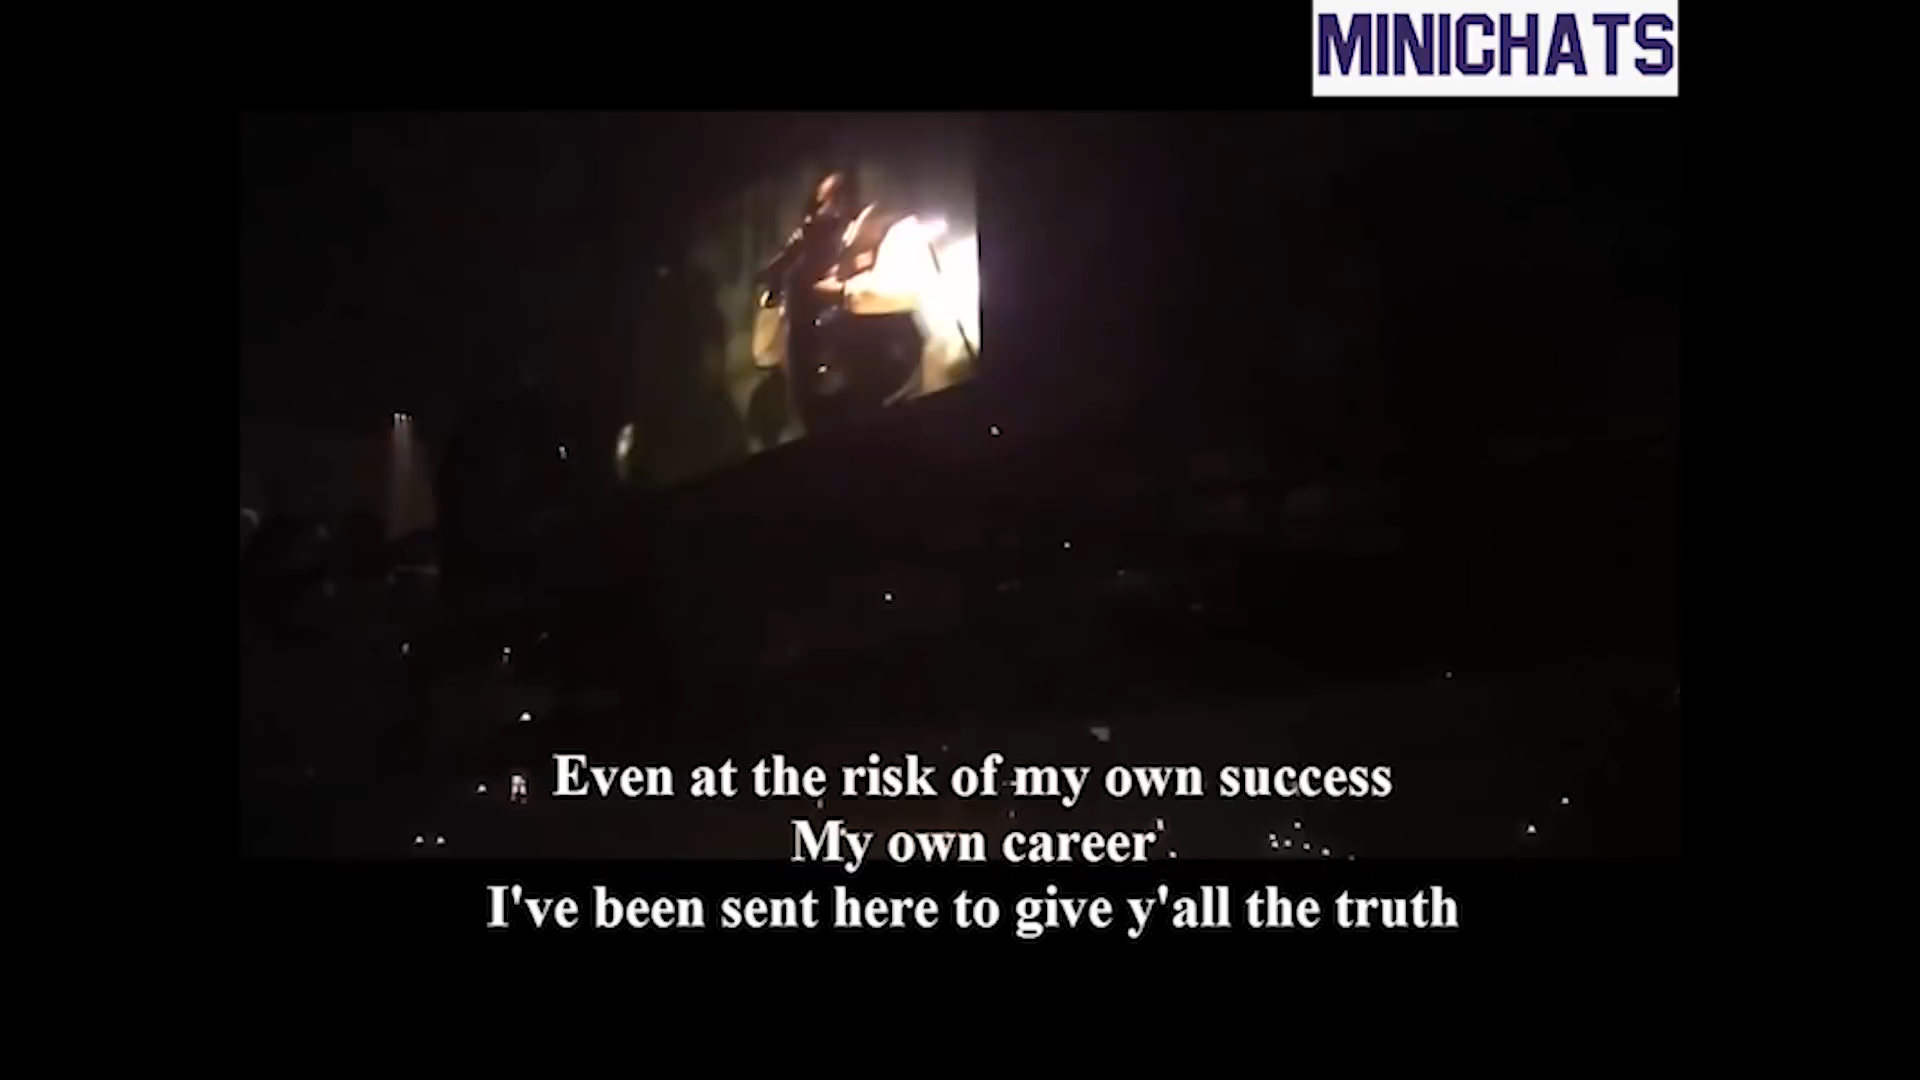 MINICHATS
Even at the risk of my own success
My own career
I've been sent here to give y'all the truth